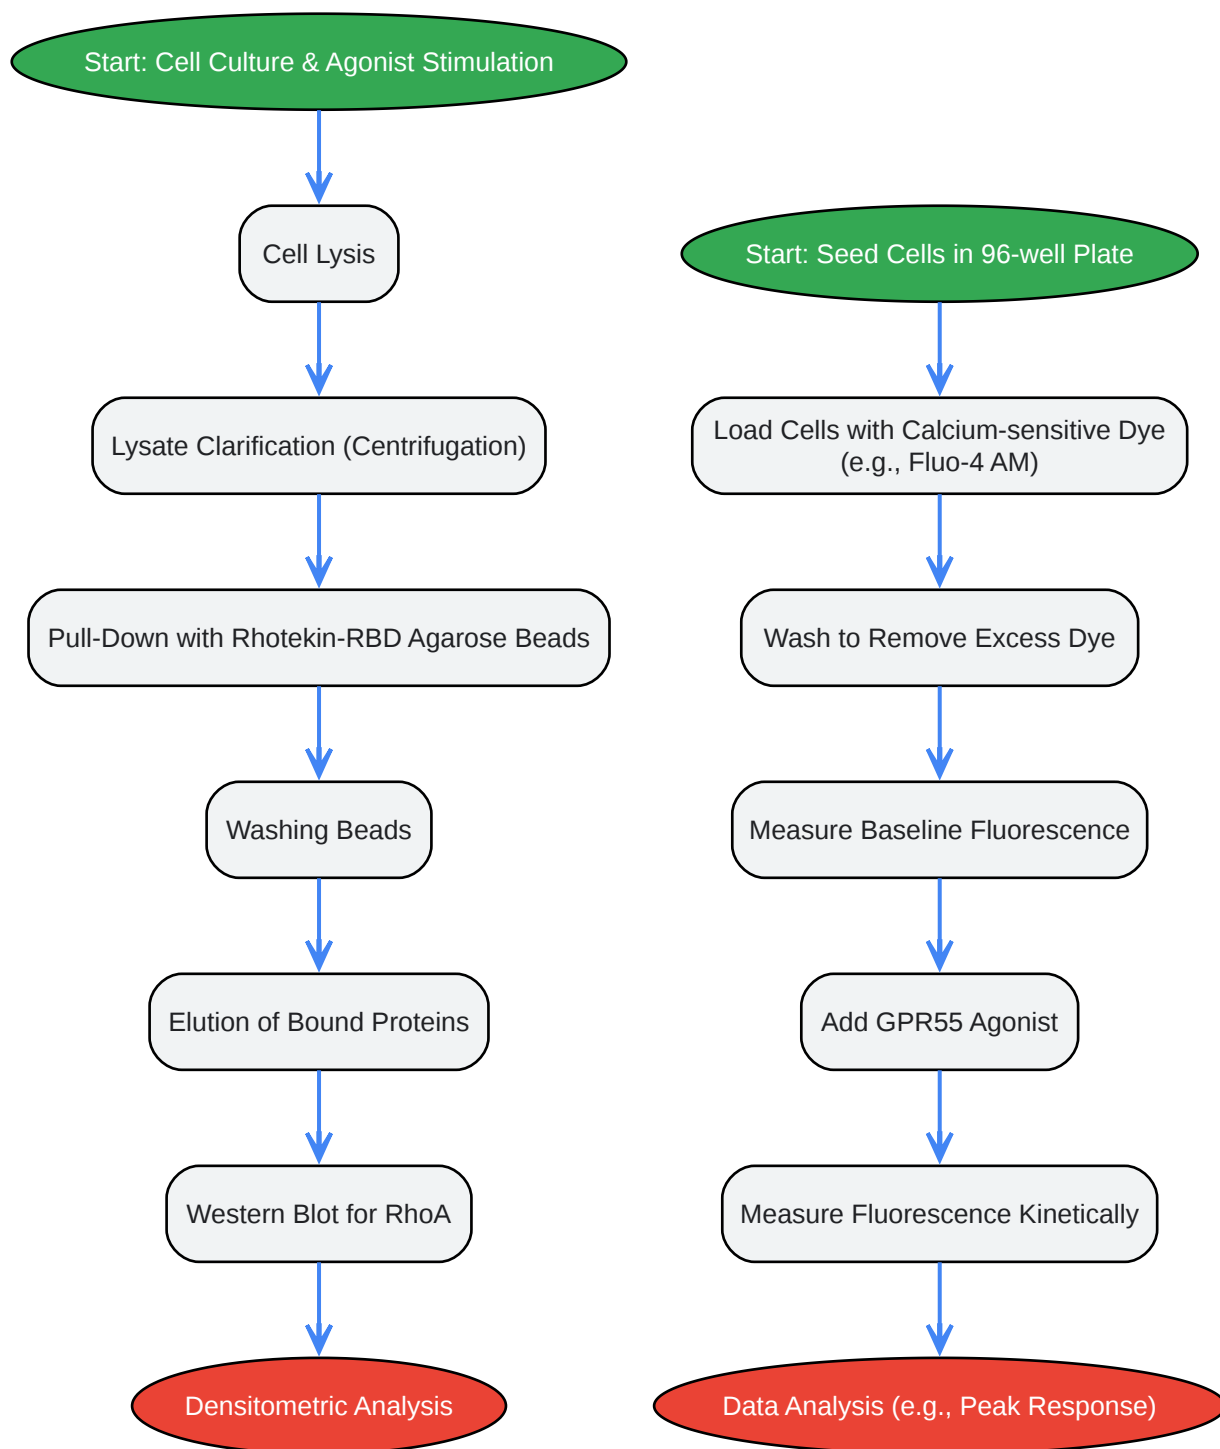 Start: Cell Culture & Agonist Stimulation
Cell Lysis
Lysate Clarification (Centrifugation)
Pull-Down with Rhotekin-RBD Agarose Beads
Washing Beads
Elution of Bound Proteins
Western Blot for RhoA
Densitometric Analysis
Start: Seed Cells in 96-well Plate
Load Cells with Calcium-sensitive Dye
(e.g., Fluo-4 AM)
Wash to Remove Excess Dye
Measure Baseline Fluorescence
Add GPR55 Agonist
Measure Fluorescence Kinetically
Data Analysis (e.g., Peak Response)